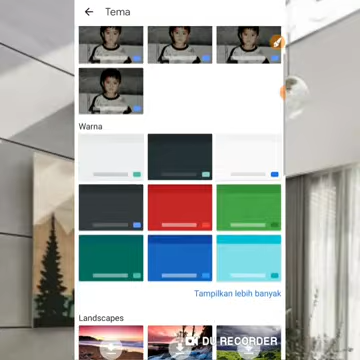 Tema
Warna
Tampilkan lebih banyak
Landscapes
DU RECORDER